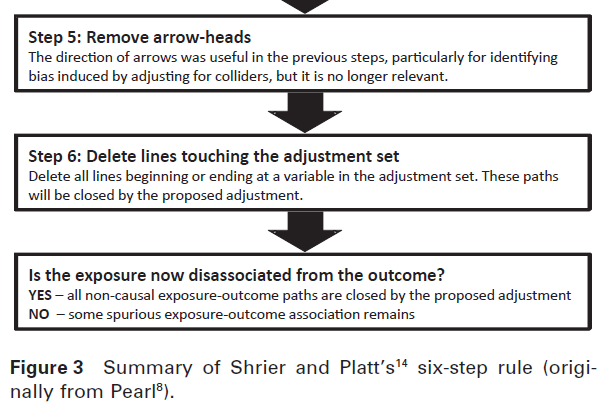 Step 5: Remove arrow-heads
The direction of arrows was useful in the previous steps, particularly for identifying
bias induced by adjusting for colliders, but it is no longer relevant.
Step 6: Delete lines touching the adjustment set
Delete all lines beginning or ending at a variable in the adjustment set. These paths
will be closed by the proposed adjustment.
Is the exposure now disassociated from the outcome?
YES – all non-causal exposure-outcome paths are closed by the proposed adjustment
NO – some spurious exposure-outcome association remains
Figure 3 Summary of Shrier and Platt's14 six-step rule (origi-
nally from Pearl8).